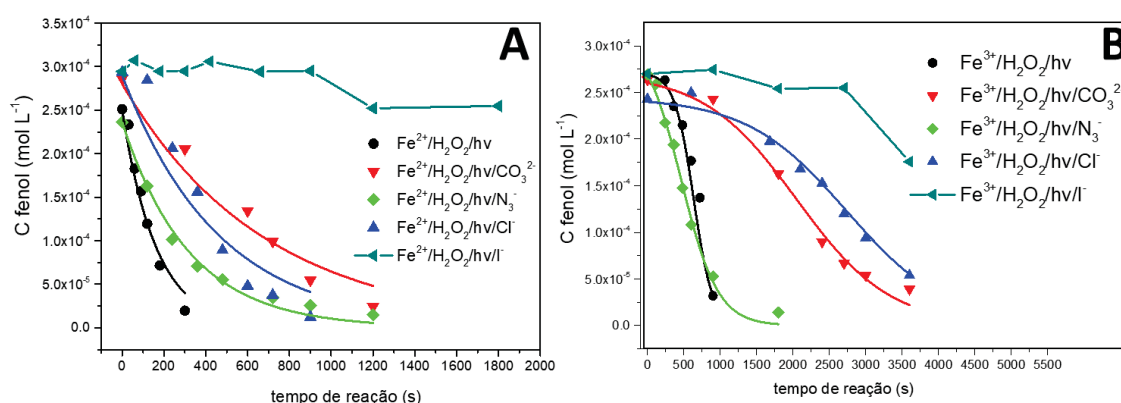 A
C fenol (mol L⁻¹)
3.5x10⁻⁴
3.0x10⁻⁴
2.5x10⁻⁴
2.0x10⁻⁴
1.5x10⁻⁴
1.0x10⁻⁴
5.0x10⁻⁵
0.0
0 200 400 600 800 1000 1200 1400 1600 1800 2000
tempo de reação (s)
Fe²⁺/H₂O₂/hv
Fe²⁺/H₂O₂/hv/CO₃²⁻
Fe²⁺/H₂O₂/hv/N₃⁻
Fe²⁺/H₂O₂/hv/Cl⁻
Fe²⁺/H₂O₂/hv/I⁻
B
C fenol (mol L⁻¹)
3.0x10⁻⁴
2.5x10⁻⁴
2.0x10⁻⁴
1.5x10⁻⁴
1.0x10⁻⁴
5.0x10⁻⁵
0.0
0 500 1000 1500 2000 2500 3000 3500 4000 4500 5000 5500
tempo de reação (s)
Fe³⁺/H₂O₂/hv
Fe³⁺/H₂O₂/hv/CO₃²
Fe³⁺/H₂O₂/hv/N₃⁻
Fe³⁺/H₂O₂/hv/Cl⁻
Fe³⁺/H₂O₂/hv/I⁻